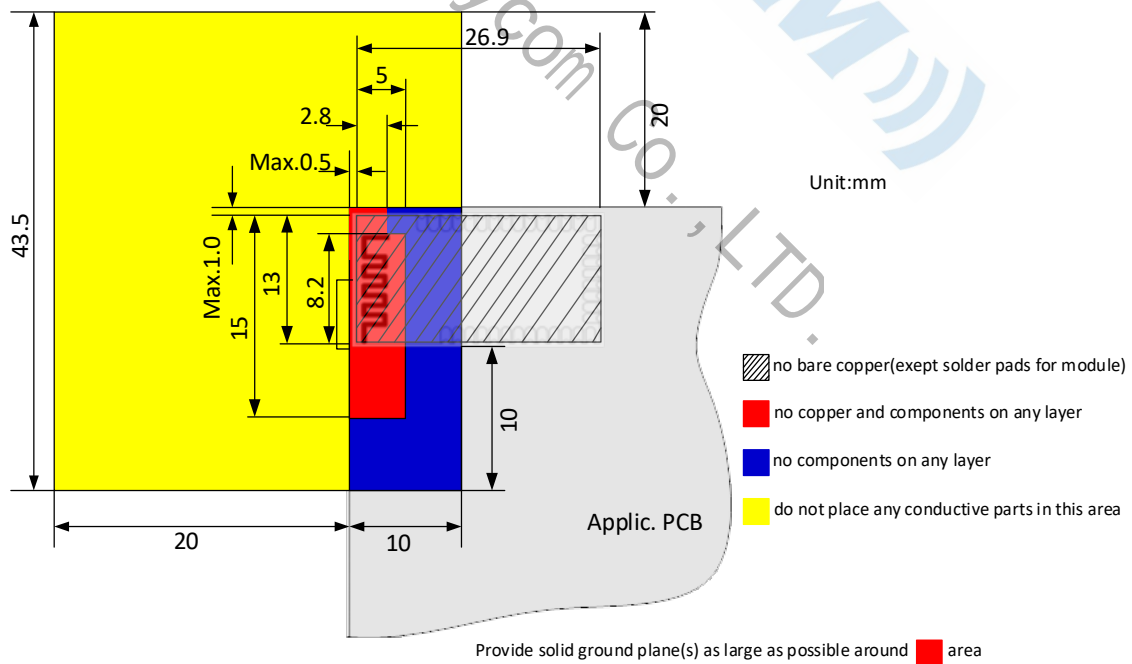 26.9
5
2.8
Max.0.5
20
Unit:mm
43.5
Max.1.0
15
13
8.2
10
20
10
Applic. PCB
no bare copper(exept solder pads for module)
no copper and components on any layer
no components on any layer
do not place any conductive parts in this area
Provide solid ground plane(s) as large as possible around area
ycom Co., LTD.